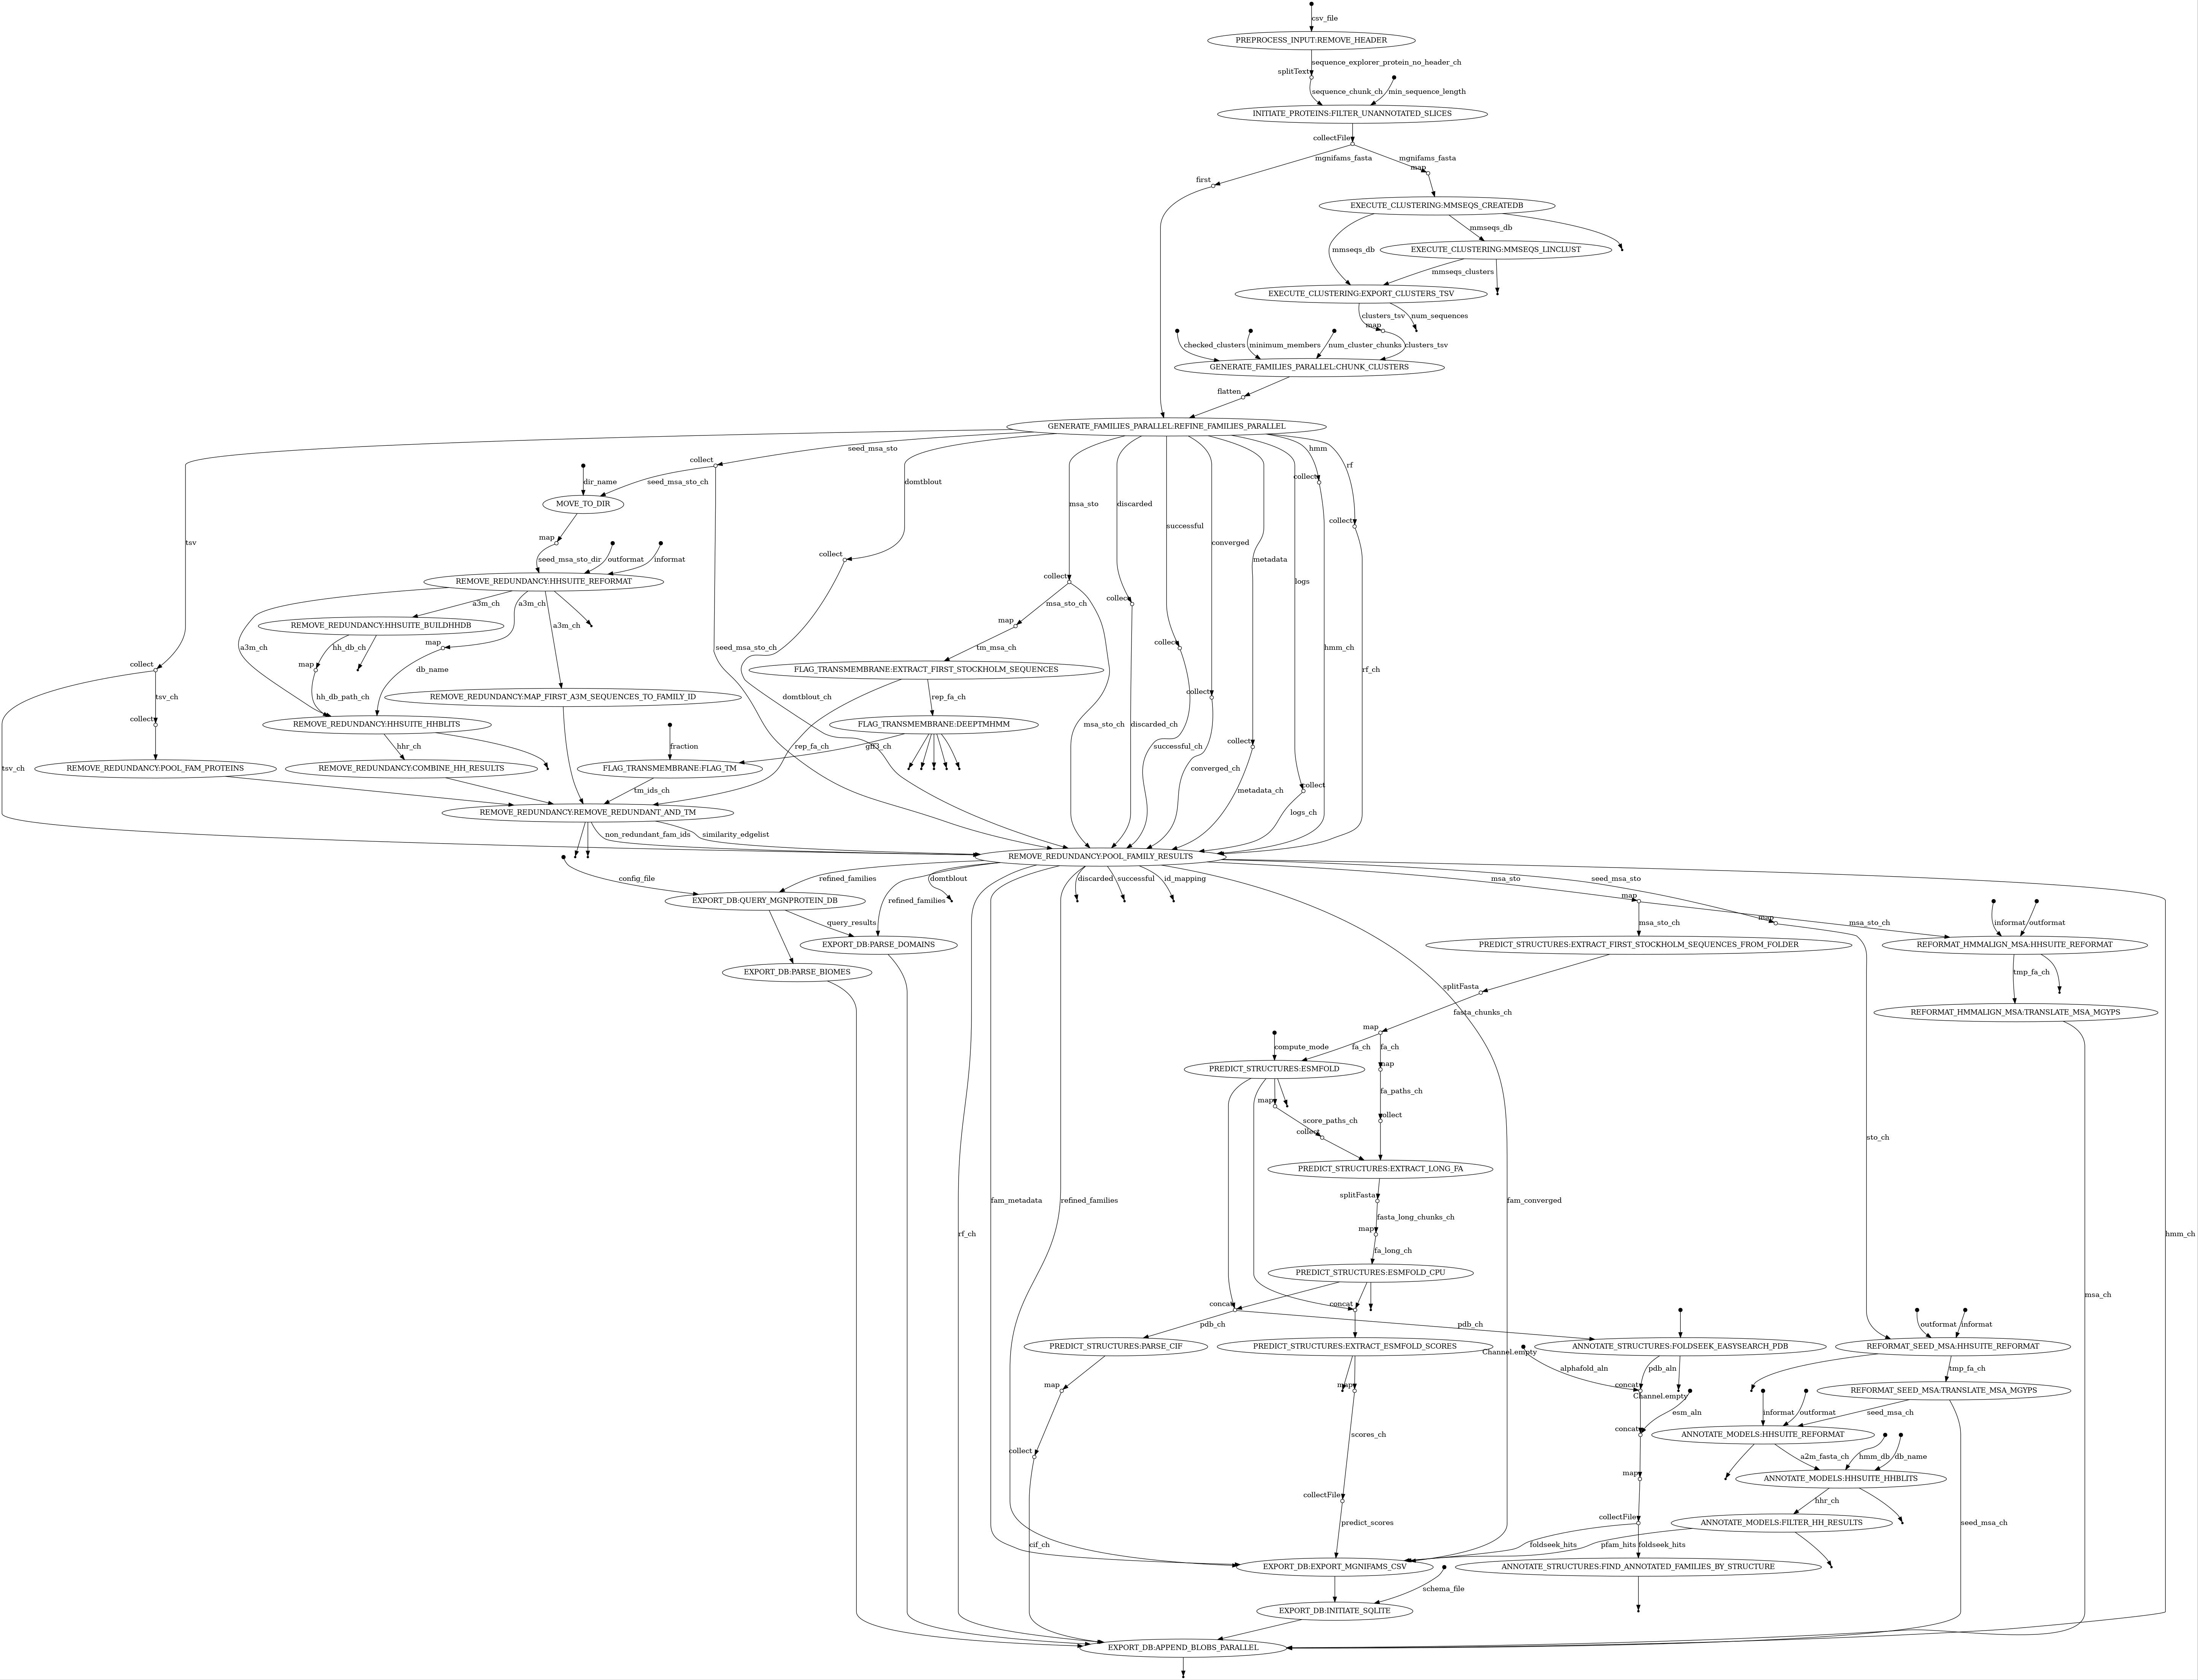 csv_file
PREPROCESS_INPUT:REMOVE_HEADER
sequence_explorer_protein_no_header_ch
splitText
sequence_chunk_ch
min_sequence_length
INITIATE_PROTEINS:FILTER_UNANNOTATED_SLICES
collectFile
mgnifams_fasta
mgnifams_fasta
map
first
EXECUTE_CLUSTERING:MMSEQS_CREATEDB
mmseqs_db
mmseqs_db
EXECUTE_CLUSTERING:MMSEQS_LINCLUST
mmseqs_clusters
EXECUTE_CLUSTERING:EXPORT_CLUSTERS_TSV
clusters_tsv
num_sequences
map
checked_clusters
minimum_members
num_cluster_chunks
clusters_tsv
GENERATE_FAMILIES_PARALLEL:CHUNK_CLUSTERS
flatten
GENERATE_FAMILIES_PARALLEL:REFINE_FAMILIES_PARALLEL
seed_msa_sto
hmm
collect
rf
dir_name
seed_msa_sto_ch
domtblout
collect
MOVE_TO_DIR
msa_sto
discarded
successful
collect
map
tsv
converged
collect
seed_msa_sto_dir
outformat
informat
metadata
collect
REMOVE_REDUNDANCY:HHSUITE_REFORMAT
logs
a3m_ch
a3m_ch
msa_sto_ch
collect
REMOVE_REDUNDANCY:HHSUITE_BUILDHHDB
a3m_ch
map
a3m_ch
hh_db_ch
map
seed_msa_sto_ch
tm_msa_ch
collect
hmm_ch
collect
map
db_name
FLAG_TRANSMEMBRANE:EXTRACT_FIRST_STOCKHOLM_SEQUENCES
rf_ch
tsv_ch
hh_db_path_ch
REMOVE_REDUNDANCY:MAP_FIRST_A3M_SEQUENCES_TO_FAMILY_ID
domtblout_ch
rep_fa_ch
collect
collect
REMOVE_REDUNDANCY:HHSUITE_HHBLITS
FLAG_TRANSMEMBRANE:DEEPTMHMM
msa_sto_ch
discarded_ch
hhr_ch
fraction
rep_fa_ch
gff3_ch
successful_ch
collect
tsv_ch
REMOVE_REDUNDANCY:POOL_FAM_PROTEINS
REMOVE_REDUNDANCY:COMBINE_HH_RESULTS
FLAG_TRANSMEMBRANE:FLAG_TM
converged_ch
tm_ids_ch
metadata_ch
collect
REMOVE_REDUNDANCY:REMOVE_REDUNDANT_AND_TM
logs_ch
non_redundant_fam_ids
similarity_edgelist
REMOVE_REDUNDANCY:POOL_FAMILY_RESULTS
config_file
refined_families
domtblout
discarded
successful
id_mapping
msa_sto
seed_msa_sto
EXPORT_DB:QUERY_MGNPROTEIN_DB
refined_families
map
query_results
map
msa_sto_ch
msa_sto_ch
informat
outformat
EXPORT_DB:PARSE_DOMAINS
PREDICT_STRUCTURES:EXTRACT_FIRST_STOCKHOLM_SEQUENCES_FROM_FOLDER
REFORMAT_HMMALIGN_MSA:HHSUITE_REFORMAT
EXPORT_DB:PARSE_BIOMES
tmp_fa_ch
splitFasta
fasta_chunks_ch
REFORMAT_HMMALIGN_MSA:TRANSLATE_MSA_MGYPS
map
compute_mode
fa_ch
fa_ch
PREDICT_STRUCTURES:ESMFOLD
map
map
fa_paths_ch
score_paths_ch
collect
collect
sto_ch
PREDICT_STRUCTURES:EXTRACT_LONG_FA
splitFasta
fam_metadata
refined_families
fam_converged
fasta_long_chunks_ch
map
rf_ch
hmm_ch
fa_long_ch
PREDICT_STRUCTURES:ESMFOLD_CPU
msa_ch
concat
concat
pdb_ch
pdb_ch
outformat
informat
PREDICT_STRUCTURES:PARSE_CIF
PREDICT_STRUCTURES:EXTRACT_ESMFOLD_SCORES
Channel.empty
ANNOTATE_STRUCTURES:FOLDSEEK_EASYSEARCH_PDB
REFORMAT_SEED_MSA:HHSUITE_REFORMAT
alphafold_aln
pdb_aln
tmp_fa_ch
map
map
concat
Channel.empty
REFORMAT_SEED_MSA:TRANSLATE_MSA_MGYPS
esm_aln
informat
outformat
seed_msa_ch
concat
scores_ch
ANNOTATE_MODELS:HHSUITE_REFORMAT
collect
a2m_fasta_ch
hmm_db
db_name
map
ANNOTATE_MODELS:HHSUITE_HHBLITS
collectFile
hhr_ch
collectFile
predict_scores
ANNOTATE_MODELS:FILTER_HH_RESULTS
seed_msa_ch
cif_ch
foldseek_hits
pfam_hits
foldseek_hits
EXPORT_DB:EXPORT_MGNIFAMS_CSV
ANNOTATE_STRUCTURES:FIND_ANNOTATED_FAMILIES_BY_STRUCTURE
schema_file
EXPORT_DB:INITIATE_SQLITE
EXPORT_DB:APPEND_BLOBS_PARALLEL